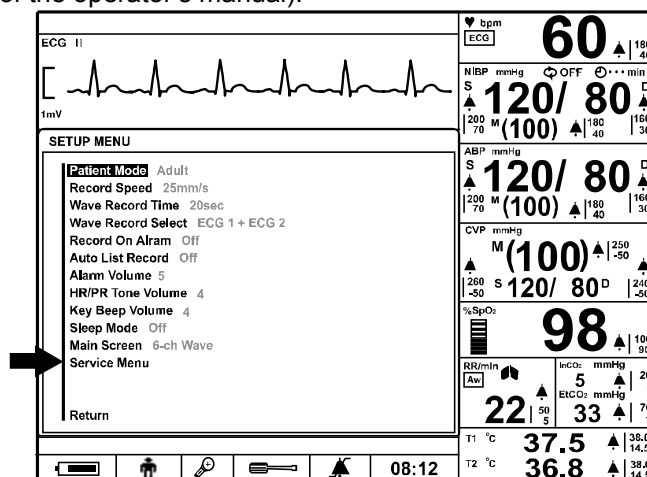 er the operator's manual).
ECG II
1mV
SETUP MENU
Patient Mode Adult
Record Speed 25mm/s
Wave Record Time 20sec
Wave Record Select ECG 1 + ECG 2
Record On Alram Off
Auto List Record Off
Alarm Volume 5
HR/PR Tone Volume 4
Key Beep Volume 4
Sleep Mode Off
Main Screen 6-ch Wave
Service Menu
Return
08:12
♥ bpm
ECG
60
NIBP mmHg OFF ··· min
S 120/ 80 D
200 70 M (100) 180 40
ABP mmHg
S 120/ 80 D
200 70 M (100) 180 40
CVP mmHg
M (100) 250 -50
260 -50 S 120/ 80 D
%SpO2
98
RR/min
Aw
22 50 5
InCO2 mmHg
5
EtCO2 mmHg
33
T1 °C 37.5
T2 °C 36.8